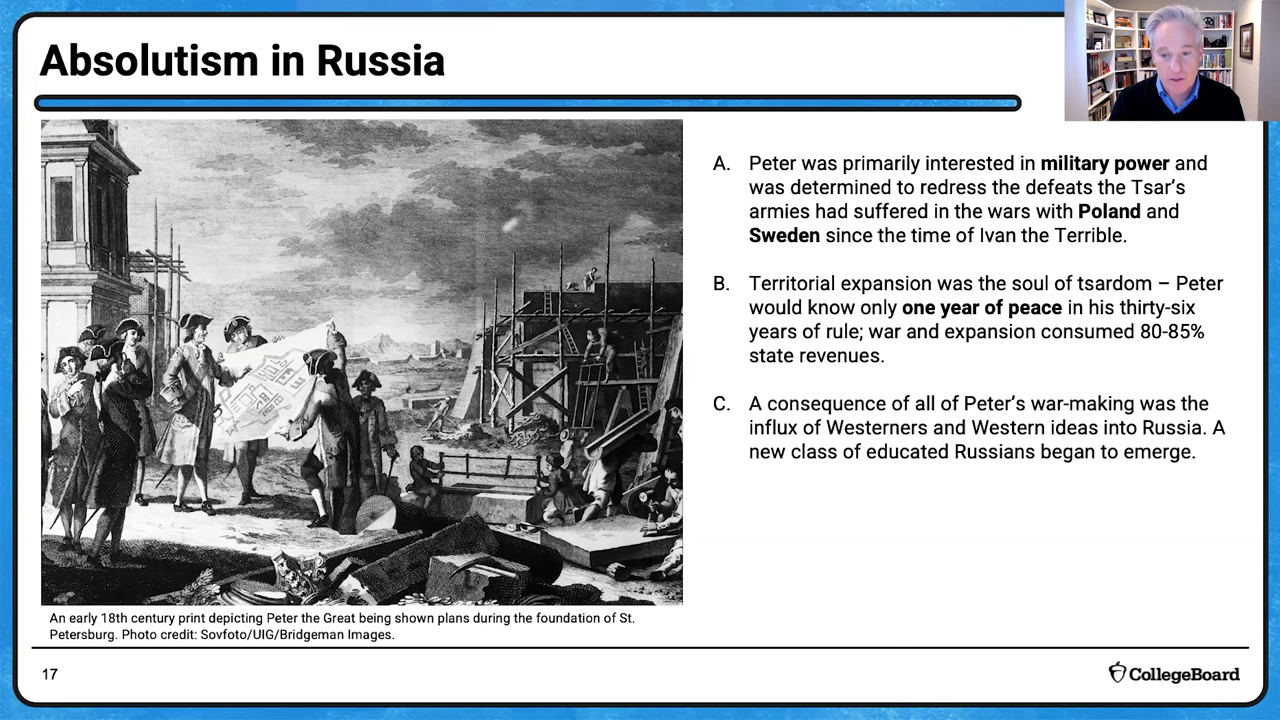 Absolutism in Russia
A. Peter was primarily interested in military power and
was determined to redress the defeats the Tsar’s
armies had suffered in the wars with Poland and
Sweden since the time of Ivan the Terrible.
B. Territorial expansion was the soul of tsardom – Peter
would know only one year of peace in his thirty-six
years of rule; war and expansion consumed 80-85%
state revenues.
C. A consequence of all of Peter’s war-making was the
influx of Westerners and Western ideas into Russia. A
new class of educated Russians began to emerge.
An early 18th century print depicting Peter the Great being shown plans during the foundation of St.
Petersburg. Photo credit: Sovfoto/UIG/Bridgeman Images.
17
CollegeBoard